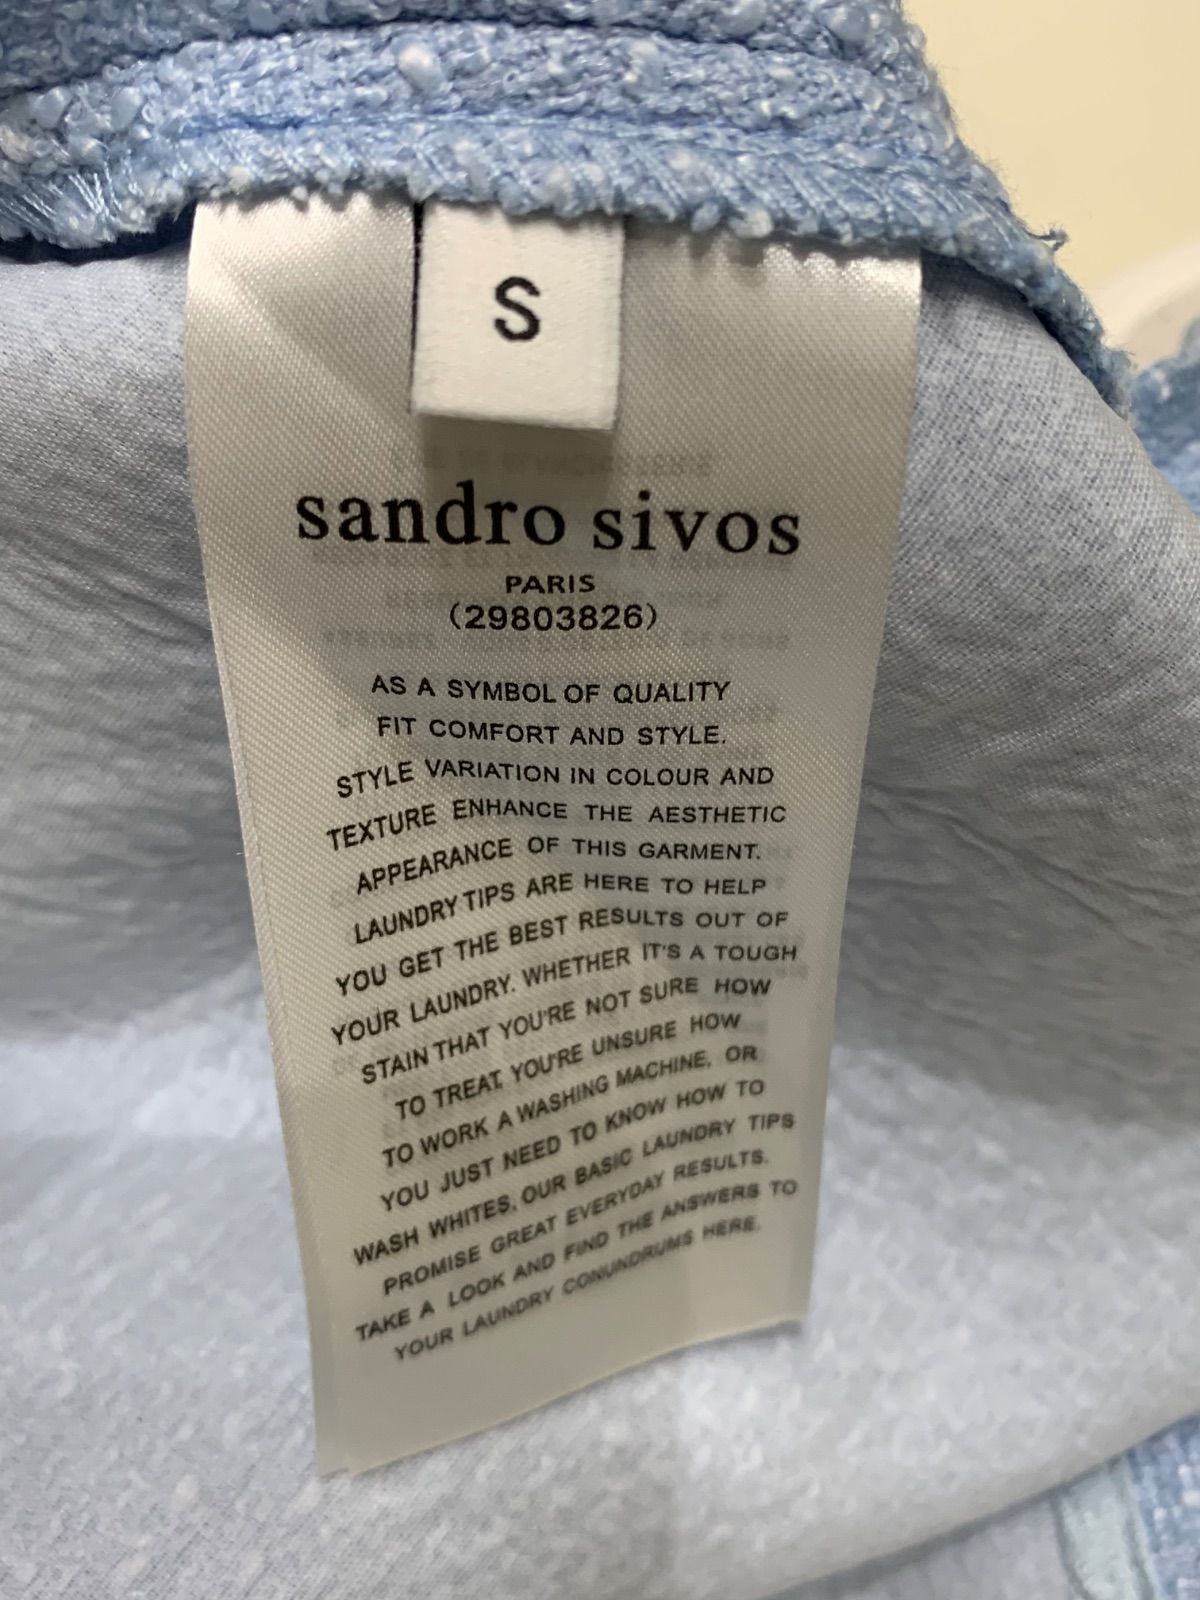 S
sandro sivos
PARIS
(29803826)
AS A SYMBOL OF QUALITY
FIT COMFORT AND STYLE.
STYLE VARIATION IN COLOUR AND
TEXTURE ENHANCE THE AESTHETIC
APPEARANCE OF THIS GARMENT.
LAUNDRY TIPS ARE HERE TO HELP
YOU GET THE BEST RESULTS OUT OF
YOUR LAUNDRY. WHETHER IT'S A TOUGH
STAIN THAT YOU'RE NOT SURE HOW
TO TREAT, YOU'RE UNSURE HOW
TO WORK A WASHING MACHINE, OR
YOU JUST NEED TO KNOW HOW TO
WASH WHITES, OUR BASIC LAUNDRY TIPS
PROMISE GREAT EVERYDAY RESULTS.
TAKE A LOOK AND FIND THE ANSWERS TO
YOUR LAUNDRY CONUNDRUMS HERE.